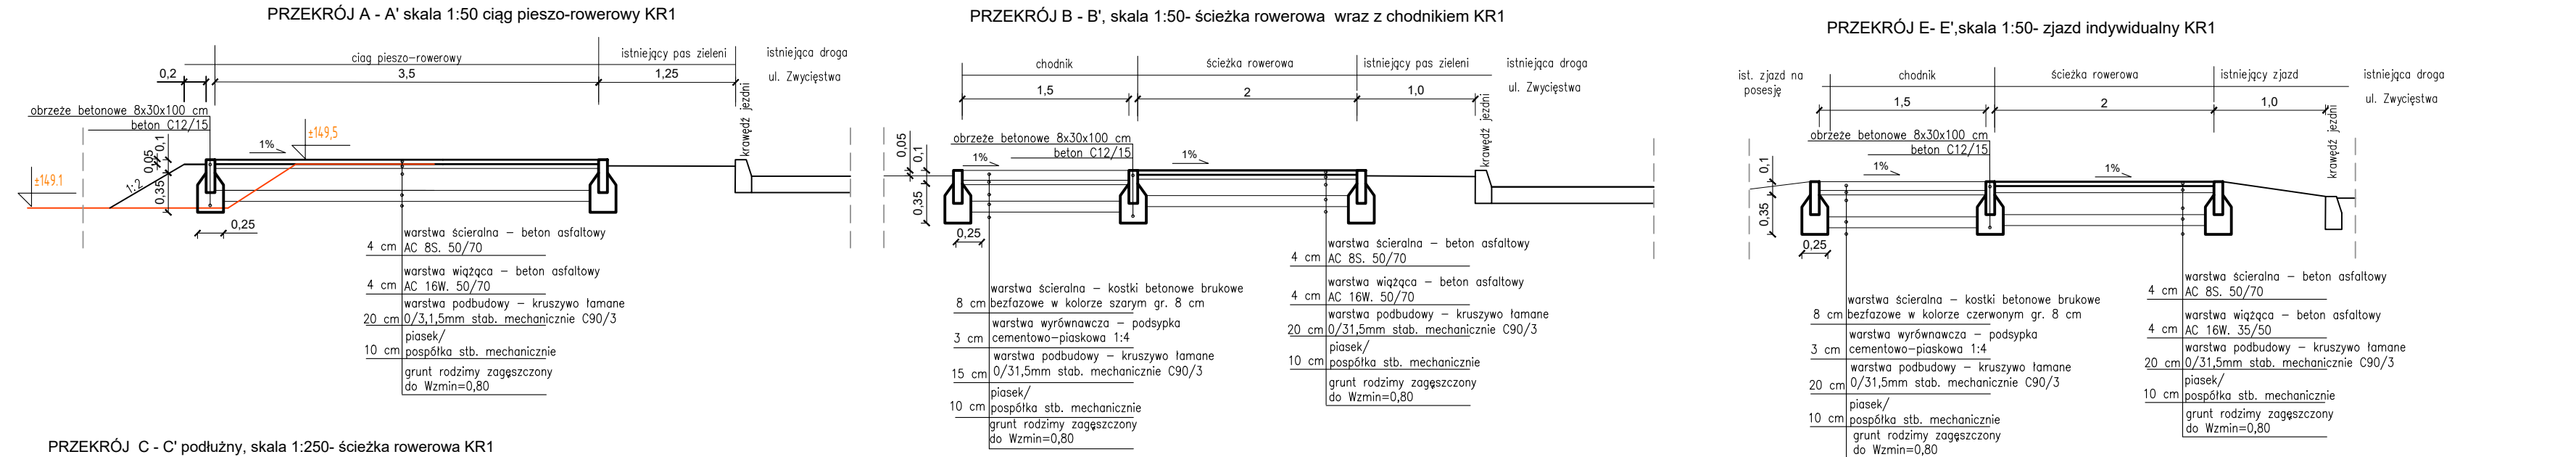 PRZEKRÓJ A - A' skala 1:50 ciąg pieszo-rowerowy KR1
ciąg pieszo-rowerowy
istniejący pas zieleni
istniejąca droga
ul. Zwycięstwa
0,2
3,5
1,25
krawędź jezdni
obrzeże betonowe 8x30x100 cm
beton C12/15
±149,5
1%
0,05
0,1
0,35
1:2
±149.1
0,25
warstwa ścieralna – beton asfaltowy
4 cm AC 8S. 50/70
warstwa wiążąca – beton asfaltowy
4 cm AC 16W. 50/70
warstwa podbudowy – kruszywo łamane
20 cm 0/3,1,5mm stab. mechanicznie C90/3
piasek/
10 cm pospółka stb. mechanicznie
grunt rodzimy zagęszczony
do Wzmin=0,80
PRZEKRÓJ C - C' podłużny, skala 1:250- ścieżka rowerowa KR1
PRZEKRÓJ B - B', skala 1:50- ścieżka rowerowa wraz z chodnikiem KR1
chodnik
ścieżka rowerowa
istniejący pas zieleni
istniejąca droga
ul. Zwycięstwa
1,5
2
1,0
krawędź jezdni
obrzeże betonowe 8x30x100 cm
beton C12/15
0,05
0,1
0,35
1%
1%
0,25
warstwa ścieralna – kostki betonowe brukowe
8 cm bezfazowe w kolorze szarym gr. 8 cm
warstwa wyrównawcza – podsypka
3 cm cementowo-piaskowa 1:4
warstwa podbudowy – kruszywo łamane
15 cm 0/31,5mm stab. mechanicznie C90/3
piasek/
10 cm pospółka stb. mechanicznie
grunt rodzimy zagęszczony
do Wzmin=0,80
warstwa ścieralna – beton asfaltowy
4 cm AC 8S. 50/70
warstwa wiążąca – beton asfaltowy
4 cm AC 16W. 50/70
warstwa podbudowy – kruszywo łamane
20 cm 0/31,5mm stab. mechanicznie C90/3
piasek/
10 cm pospółka stb. mechanicznie
grunt rodzimy zagęszczony
do Wzmin=0,80
PRZEKRÓJ E- E',skala 1:50- zjazd indywidualny KR1
ist. zjazd na
posesję
chodnik
ścieżka rowerowa
istniejący zjazd
istniejąca droga
ul. Zwycięstwa
1,5
2
1,0
krawędź jezdni
obrzeże betonowe 8x30x100 cm
beton C12/15
0,1
0,35
1%
1%
0,25
warstwa ścieralna – kostki betonowe brukowe
8 cm bezfazowe w kolorze czerwonym gr. 8 cm
warstwa wyrównawcza – podsypka
3 cm cementowo-piaskowa 1:4
warstwa podbudowy – kruszywo łamane
20 cm 0/31,5mm stab. mechanicznie C90/3
piasek/
10 cm pospółka stb. mechanicznie
grunt rodzimy zagęszczony
do Wzmin=0,80
warstwa ścieralna – beton asfaltowy
4 cm AC 8S. 50/70
warstwa wiążąca – beton asfaltowy
4 cm AC 16W. 35/50
warstwa podbudowy – kruszywo łamane
20 cm 0/31,5mm stab. mechanicznie C90/3
piasek/
10 cm pospółka stb. mechanicznie
grunt rodzimy zagęszczony
do Wzmin=0,80